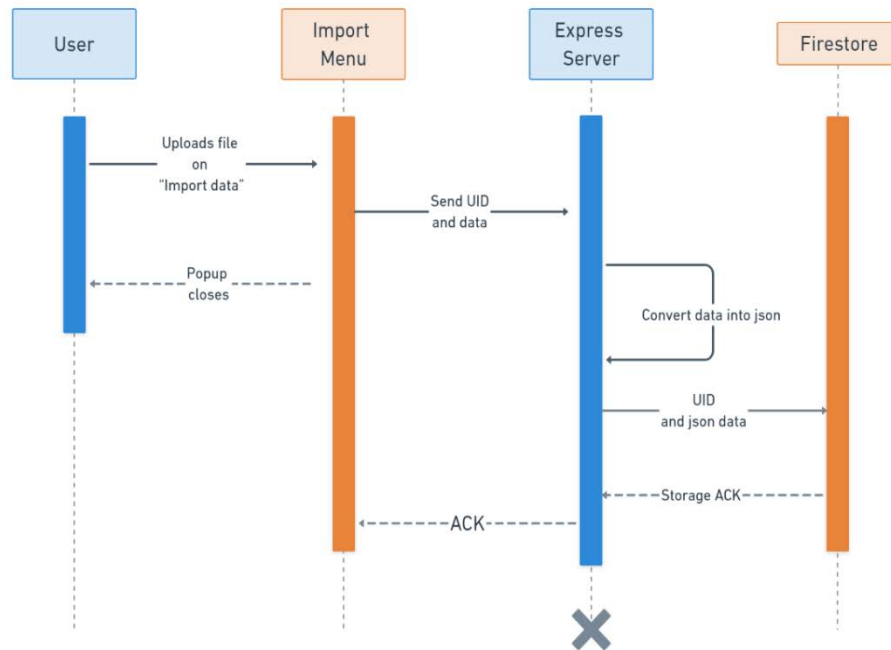 User
Import
Menu
Express
Server
Firestore
Uploads file
on
"Import data"
Send UID
and data
Popup
closes
Convert data into json
UID
and json data
Storage ACK
ACK